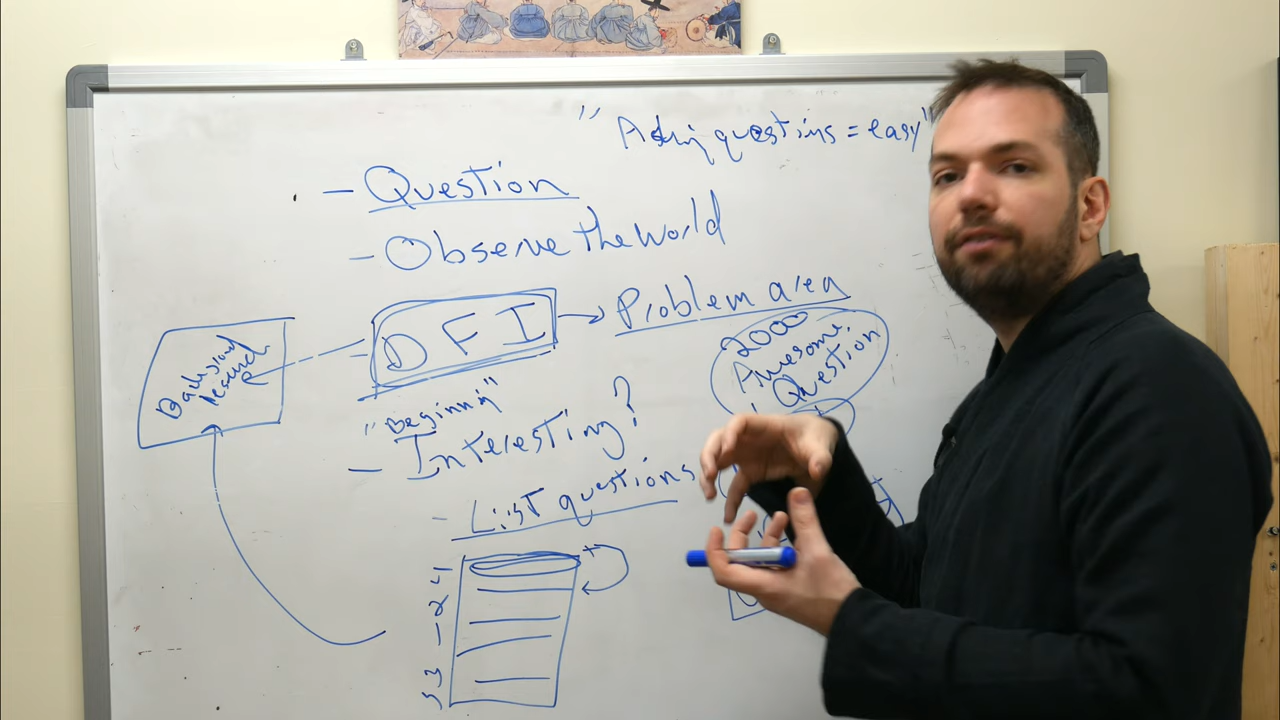 "Asking questions = easy"
- Question
- Observe the World
DFI → Problem area
Background
research
2000
Awesome
Question
"Beginning"
- Interesting?
- List questions